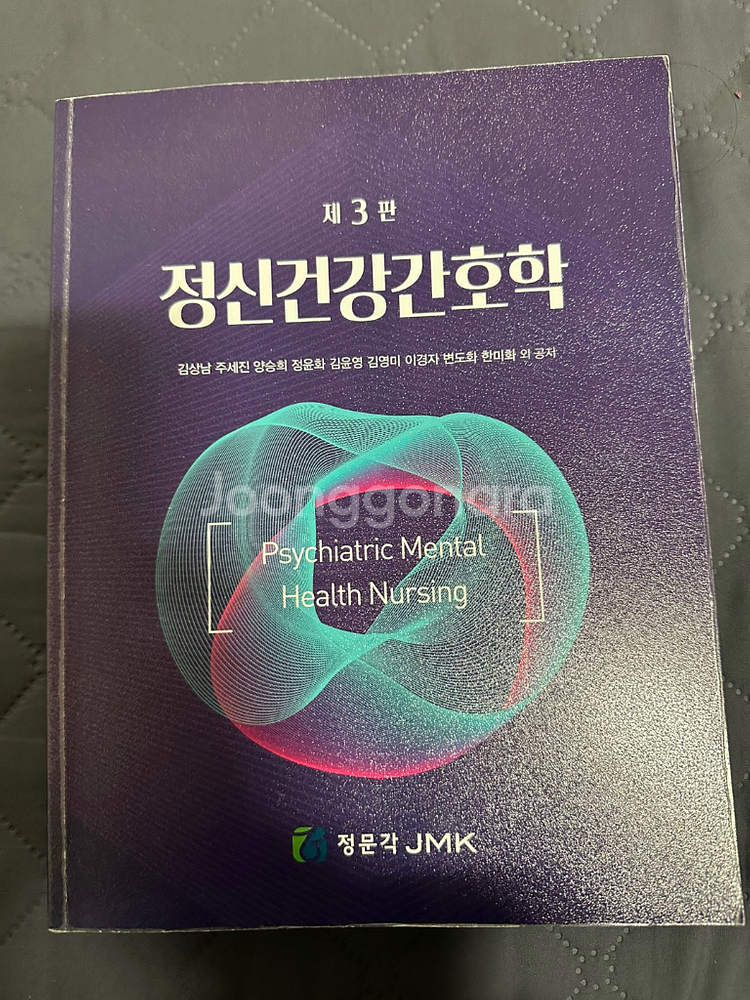 제 3 판
정신건강간호학
김상남 주세진 양승희 정윤화 김윤영 김영미 이경자 변도화 한미화 외 공저
Joonggonara
Psychiatric Mental
Health Nursing
정문각 JMK